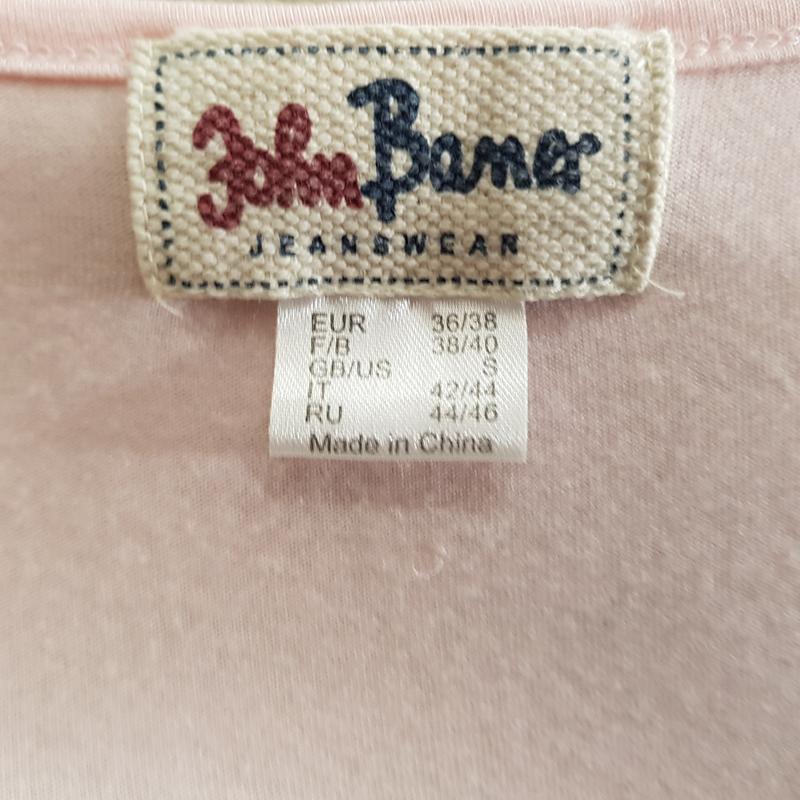 John Baner
JEANSWEAR
EUR 36/38
F/B 38/40
GB/US S
IT 42/44
RU 44/46
Made in China